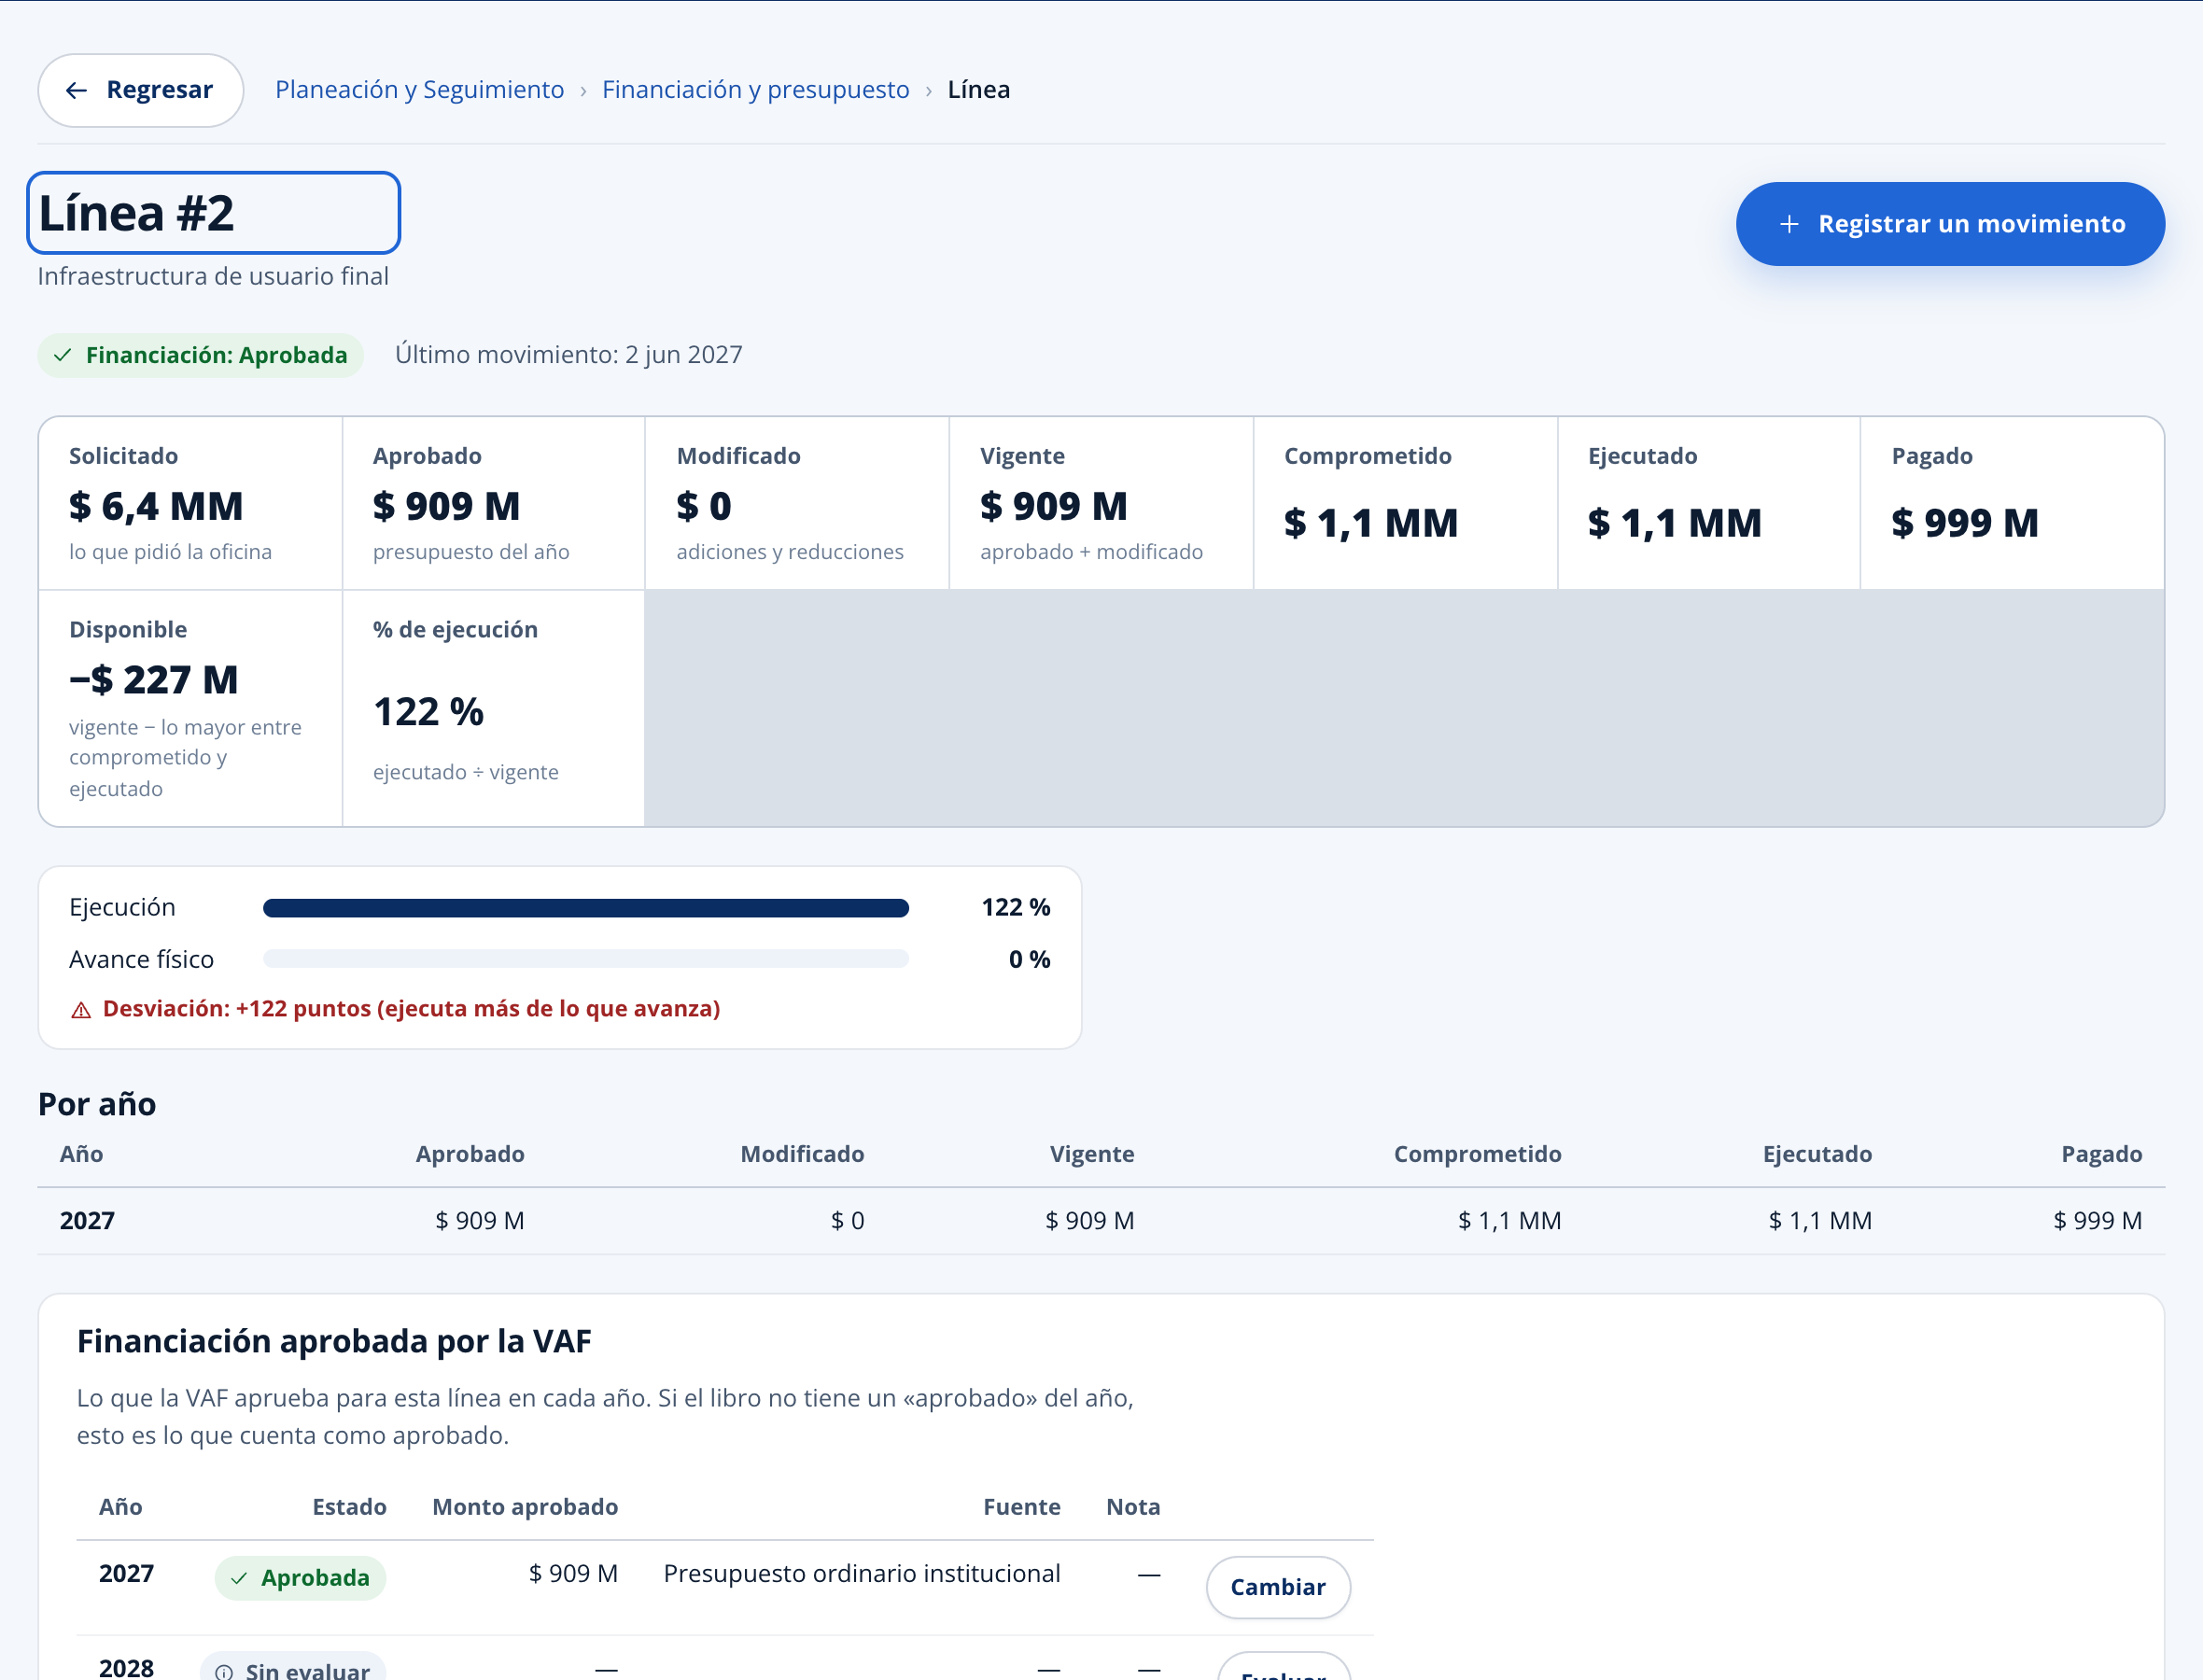 ← Regresar
Planeación y Seguimiento › Financiación y presupuesto › Línea
Línea #2
Infraestructura de usuario final
+ Registrar un movimiento
Financiación: Aprobada
Último movimiento: 2 jun 2027
Solicitado
$ 6,4 MM
lo que pidió la oficina
Aprobado
$ 909 M
presupuesto del año
Modificado
$ 0
adiciones y reducciones
Vigente
$ 909 M
aprobado + modificado
Comprometido
$ 1,1 MM
Ejecutado
$ 1,1 MM
Pagado
$ 999 M
Disponible
−$ 227 M
vigente − lo mayor entre
comprometido y
ejecutado
% de ejecución
122 %
ejecutado ÷ vigente
Ejecución 122 %
Avance físico 0 %
Desviación: +122 puntos (ejecuta más de lo que avanza)
Por año
Año Aprobado Modificado Vigente Comprometido Ejecutado Pagado
2027 $ 909 M $ 0 $ 909 M $ 1,1 MM $ 1,1 MM $ 999 M
Financiación aprobada por la VAF
Lo que la VAF aprueba para esta línea en cada año. Si el libro no tiene un «aprobado» del año,
esto es lo que cuenta como aprobado.
Año Estado Monto aprobado Fuente Nota
2027 Aprobada $ 909 M Presupuesto ordinario institucional — Cambiar
2028 Sin evaluar — — — Evaluar